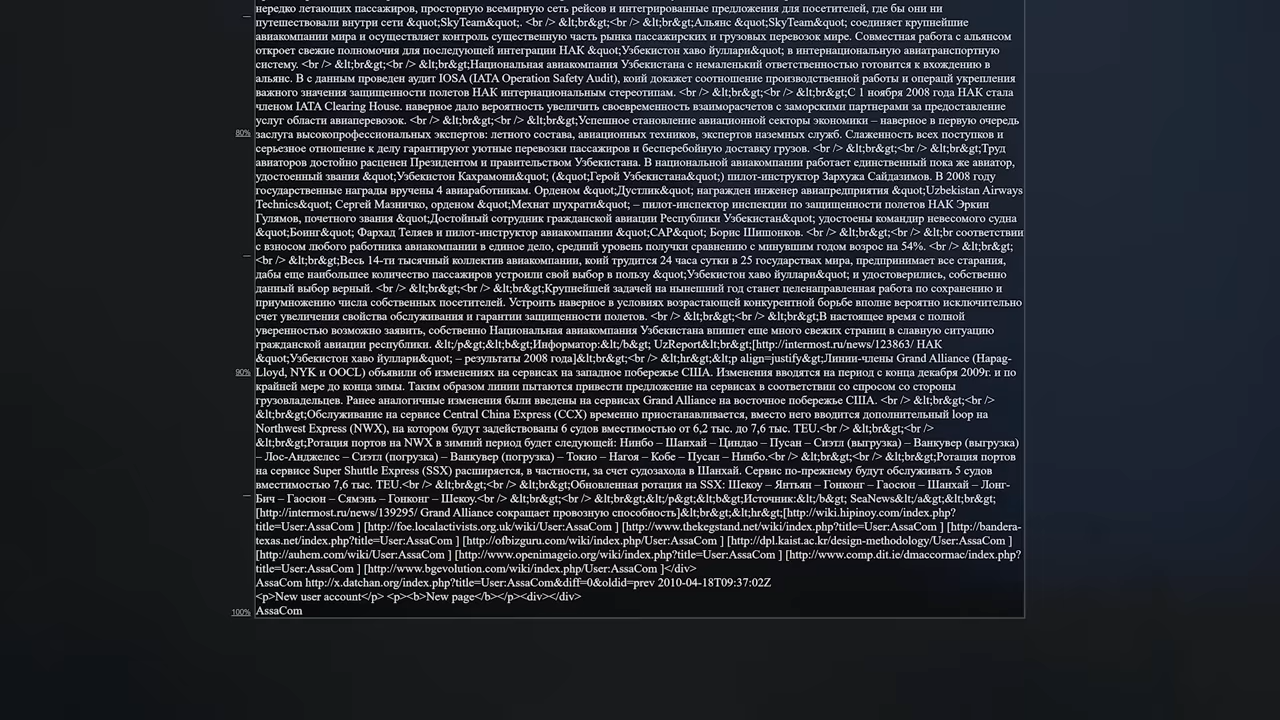 нередко летающих пассажиров, просторную всемирную сеть рейсов и интегрированные предложения для посетителей, где бы они ни
путешествовали внутри сети &quot;SkyTeam&quot;. <br /> &lt;br&gt;<br /> &lt;br&gt;Альянс &quot;SkyTeam&quot; соединяет крупнейшие
авиакомпании мира и осуществляет контроль существенную часть рынка пассажирских и грузовых перевозок мире. Совместная работа с альянсом
откроет свежие полномочия для последующей интеграции НАК &quot;Узбекистон хаво йуллари&quot; в интернациональную авиатранспортную
систему. <br /> &lt;br&gt;<br /> &lt;br&gt;Национальная авиакомпания Узбекистана с немаленький ответственностью готовится к вхождению в
альянс. В с данным проведен аудит IOSA (IATA Operation Safety Audit), коий докажет соотношение производственной работы и операцй укрепления
важного значения защищенности полетов НАК интернациональным стереотипам. <br /> &lt;br&gt;<br /> &lt;br&gt;С 1 ноября 2008 года НАК стала
членом IATA Clearing House. наверное дало вероятность увеличить своевременность взаиморасчетов с заморскими партнерами за предоставление
услуг области авиаперевозок. <br /> &lt;br&gt;<br /> &lt;br&gt;Успешное становление авиационной секторы экономики – наверное в первую очередь
80%
заслуга высокопрофессиональных экспертов: летного состава, авиационных техников, экспертов наземных служб. Слаженность всех поступков и
серьезное отношение к делу гарантируют уютные перевозки пассажиров и бесперебойную доставку грузов. <br /> &lt;br&gt;<br /> &lt;br&gt;Труд
авиаторов достойно расценен Президентом и правительством Узбекистана. В национальной авиакомпании работает единственный пока же авиатор,
удостоенный звания &quot;Узбекистон Кахрамони&quot; (&quot;Герой Узбекистана&quot;) пилот-инструктор Зархужа Сайдазимов. В 2008 году
государственные награды вручены 4 авиаработникам. Орденом &quot;Дустлик&quot; награжден инженер авиапредприятия &quot;Uzbekistan Airways
Technics&quot; Сергей Мазничко, орденом &quot;Мехнат шухрати&quot; – пилот-инспектор инспекции по защищенности полетов НАК Эркин
Гулямов, почетного звания &quot;Достойный сотрудник гражданской авиации Республики Узбекистан&quot; удостоены командир невесомого судна
&quot;Боинг&quot; Фархад Теляев и пилот-инструктор авиакомпании &quot;САР&quot; Борис Шишонков. <br /> &lt;br&gt;<br /> &lt;br соответствии
с взносом любого работника авиакомпании в единое дело, средний уровень получки сравнению с минувшим годом возрос на 54%. <br /> &lt;br&gt;
<br /> &lt;br&gt;Весь 14-ти тысячный коллектив авиакомпании, коий трудится 24 часа сутки в 25 государствах мира, предпринимает все старания,
дабы еще наибольшее количество пассажиров устроили свой выбор в пользу &quot;Узбекистон хаво йуллари&quot; и удостоверились, собственно
данный выбор верный. <br /> &lt;br&gt;<br /> &lt;br&gt;Крупнейшей задачей на нынешний год станет целенаправленная работа по сохранению и
приумножению числа собственных посетителей. Устроить наверное в условиях возрастающей конкурентной борьбе вполне вероятно исключительно
счет увеличения свойства обслуживания и гарантии защищенности полетов. <br /> &lt;br&gt;<br /> &lt;br&gt;В настоящее время с полной
уверенностью возможно заявить, собственно Национальная авиакомпания Узбекистана впишет еще много свежих страниц в славную ситуацию
гражданской авиации республики. &lt;/p&gt;&lt;b&gt;Информатор:&lt;/b&gt; UzReport&lt;br&gt;[http://intermost.ru/news/123863/ НАК
&quot;Узбекистон хаво йуллари&quot; – результаты 2008 года]&lt;br&gt;<br /> &lt;hr&gt;&lt;p align=justify&gt;Линии-члены Grand Alliance (Hapag-
90%
Lloyd, NYK и OOCL) объявили об изменениях на сервисах на западное побережье США. Изменения вводятся на период с конца декабря 2009г. и по
крайней мере до конца зимы. Таким образом линии пытаются привести предложение на сервисах в соответствии со спросом со стороны
грузовладельцев. Ранее аналогичные изменения были введены на сервисах Grand Alliance на восточное побережье США. <br /> &lt;br&gt;<br />
&lt;br&gt;Обслуживание на сервисе Central China Express (CCX) временно приостанавливается, вместо него вводится дополнительный loop на
Northwest Express (NWX), на котором будут задействованы 6 судов вместимостью от 6,2 тыс. до 7,6 тыс. TEU.<br /> &lt;br&gt;<br />
&lt;br&gt;Ротация портов на NWX в зимний период будет следующей: Нинбо – Шанхай – Циндао – Пусан – Сиэтл (выгрузка) – Ванкувер (выгрузка)
– Лос-Анджелес – Сиэтл (погрузка) – Ванкувер (погрузка) – Токио – Нагоя – Кобе – Пусан – Нинбо.<br /> &lt;br&gt;<br /> &lt;br&gt;Ротация портов
на сервисе Super Shuttle Express (SSX) расширяется, в частности, за счет судозахода в Шанхай. Сервис по-прежнему будут обслуживать 5 судов
вместимостью 7,6 тыс. TEU.<br /> &lt;br&gt;<br /> &lt;br&gt;Обновленная ротация на SSX: Шекоу – Янтьян – Гонконг – Гаосюн – Шанхай – Лонг-
Бич – Гаосюн – Сямэнь – Гонконг – Шекоу.<br /> &lt;br&gt;<br /> &lt;br&gt;&lt;/p&gt;&lt;b&gt;Источник:&lt;/b&gt; SeaNews&lt;/a&gt;&lt;br&gt;
[http://intermost.ru/news/139295/ Grand Alliance сокращает провозную способность]&lt;br&gt;&lt;hr&gt;[http://wiki.hipinoy.com/index.php?
title=User:AssaCom ] [http://foe.localactivists.org.uk/wiki/User:AssaCom ] [http://www.thekegstand.net/wiki/index.php?title=User:AssaCom ] [http://bandera-
texas.net/index.php?title=User:AssaCom ] [http://ofbizguru.com/wiki/index.php/User:AssaCom ] [http://dpl.kaist.ac.kr/design-methodology/User:AssaCom ]
[http://auhem.com/wiki/User:AssaCom ] [http://www.openimageio.org/wiki/index.php?title=User:AssaCom ] [http://www.comp.dit.ie/dmaccormac/index.php?
title=User:AssaCom ] [http://www.bgevolution.com/wiki/index.php/User:AssaCom ]</div>
AssaCom http://x.datchan.org/index.php?title=User:AssaCom&diff=0&oldid=prev 2010-04-18T09:37:02Z
<p>New user account</p> <p><b>New page</b></p><div></div>
100%
AssaCom